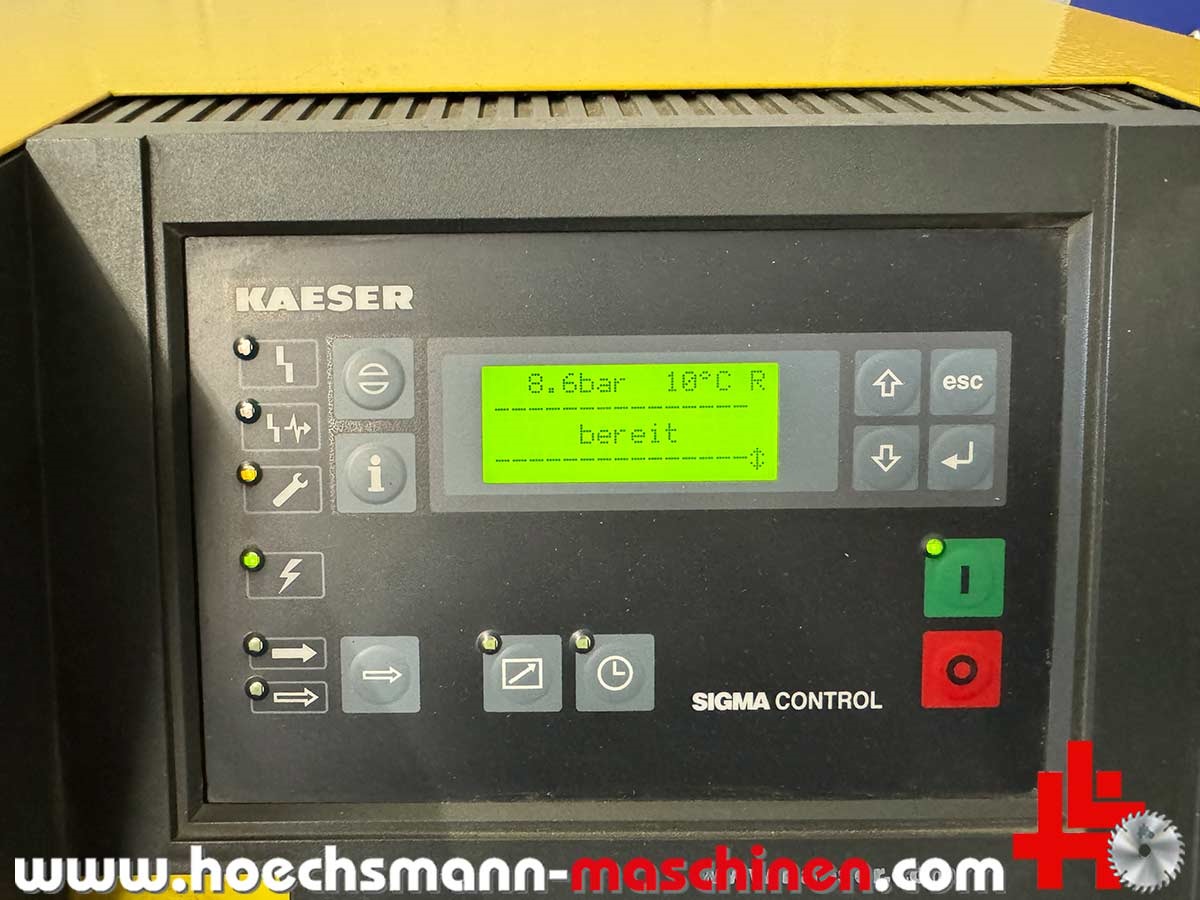 KAESER
8.6bar 10°C R
bereit
esc
i
I
O
SIGMA CONTROL
www.hoechsmann-maschinen.com